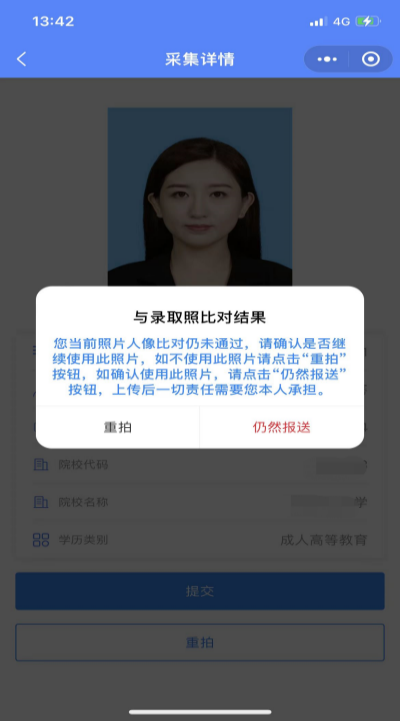 13:42
4G
采集详情
与录取照比对结果
您当前照片人像比对仍未通过，请确认是否继
续使用此照片，如不使用此照片请点击“重拍”
按钮，如确认使用此照片，请点击“仍然报送”
按钮，上传后一切责任需要您本人承担。
重拍
仍然报送
院校代码
院校名称 学
学历类别 成人高等教育
提交
重拍